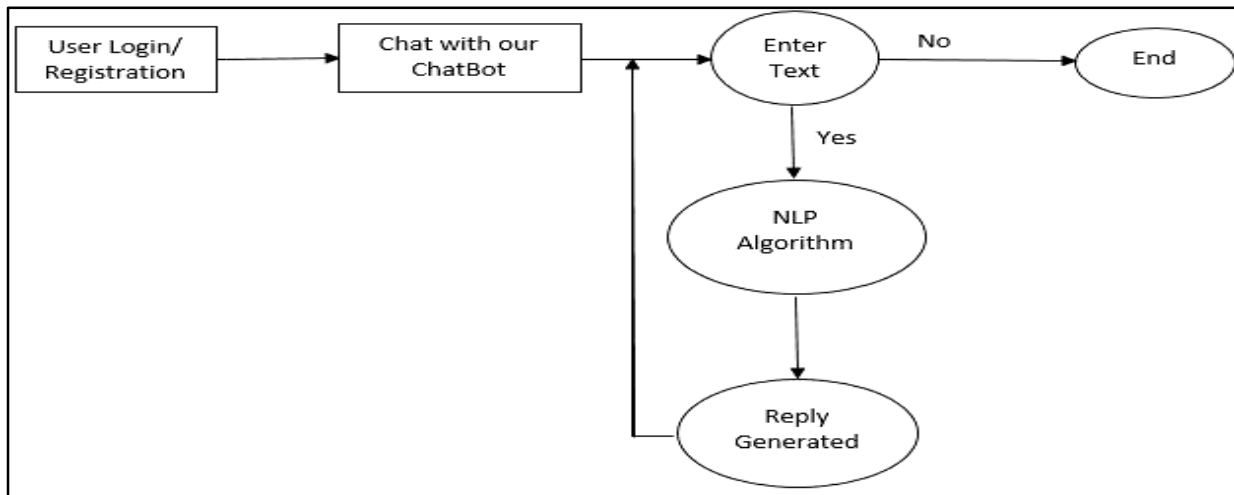 User Login/
Registration
Chat with our
ChatBot
Enter
Text
No
End
Yes
NLP
Algorithm
Reply
Generated